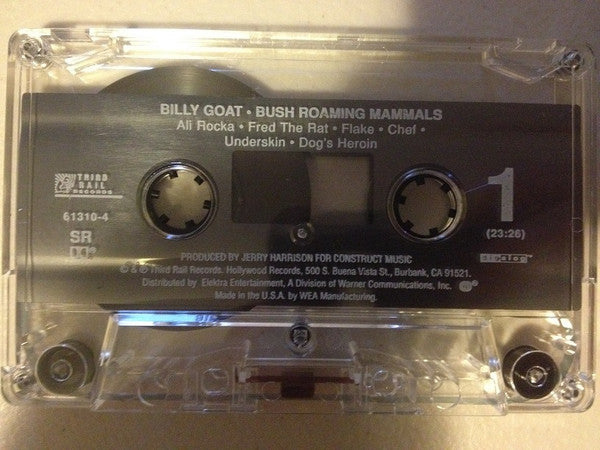 BILLY GOAT • BUSH ROAMING MAMMALS
Ali Rocka • Fred The Rat • Flake • Chef •
Underskin • Dog's Heroin
THIRD
RAIL
RECORDS
61310-4
SR
1
(23:26)
PRODUCED BY JERRY HARRISON FOR CONSTRUCT MUSIC
© & ℗ Third Rail Records. Hollywood Records, 500 S. Buena Vista St., Burbank, CA 91521.
Distributed by Elektra Entertainment, A Division of Warner Communications, Inc.
Made in the U.S.A. by WEA Manufacturing.